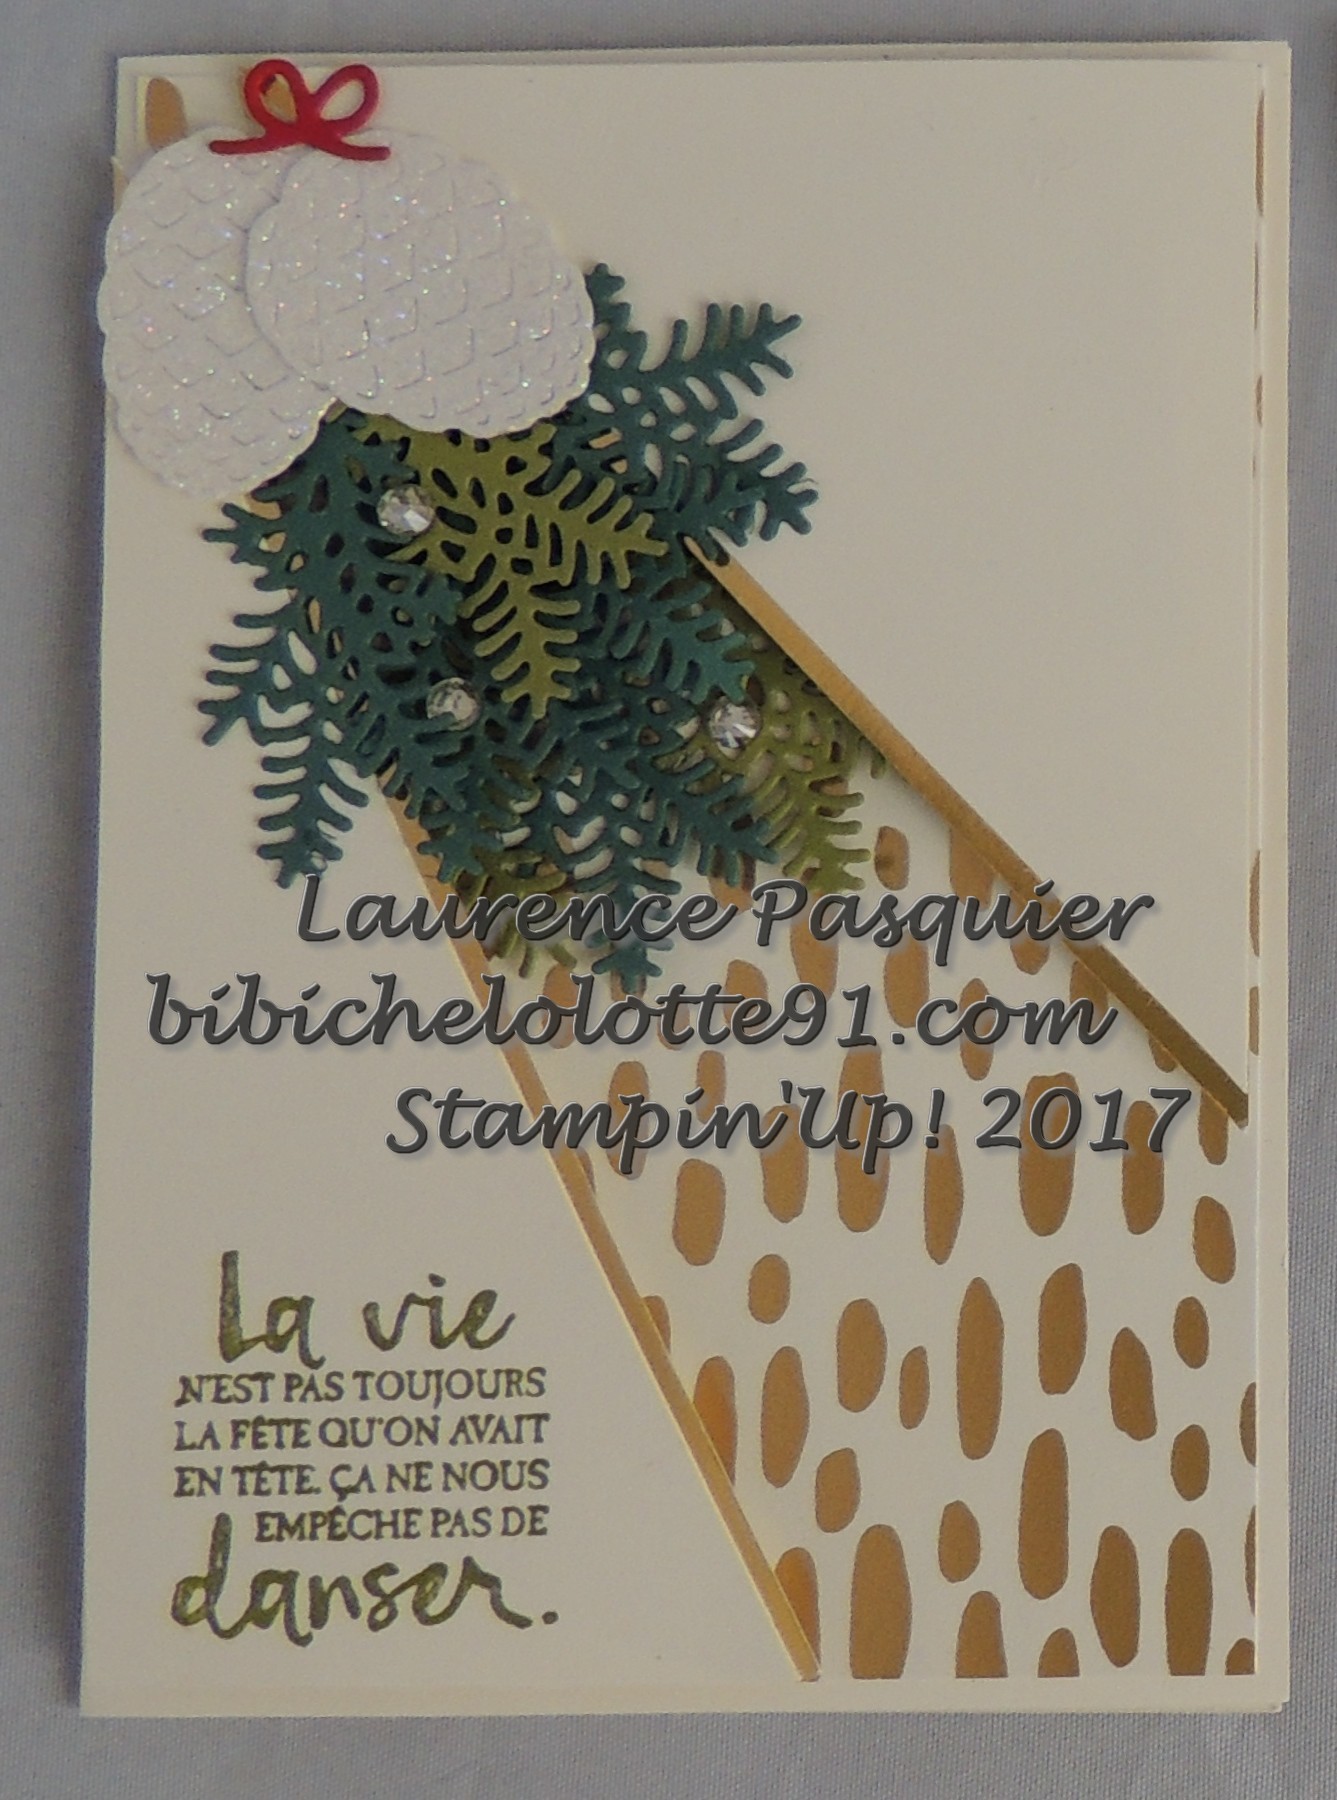 Laurence Pasquier
bibichelolotte91.com
Stampin'Up! 2017
La vie
N'EST PAS TOUJOURS
LA FÊTE QU'ON AVAIT
EN TÊTE. ÇA NE NOUS
EMPÊCHE PAS DE
danser.